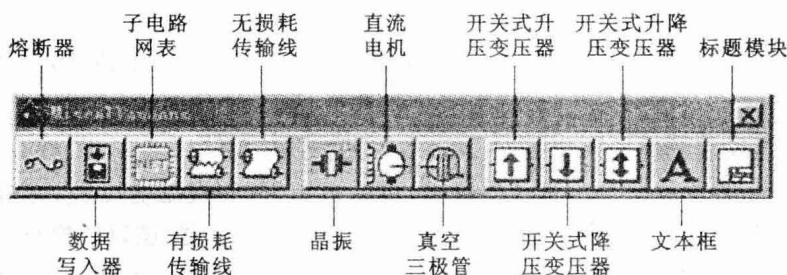 熔断器
子电路
网表
无损耗
传输线
直流
电机
开关式升
压变压器
开关式升降
压变压器
标题模块
Miscellaneous
NET
A
数据
写入器
有损耗
传输线
晶振
真空
三极管
开关式降
压变压器
文本框